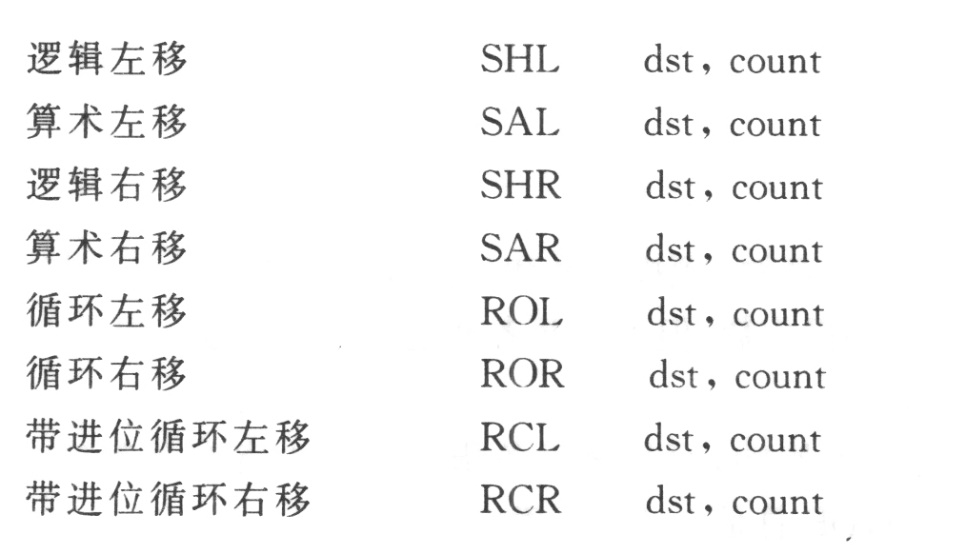 逻辑左移 SHL dst，count
算术左移 SAL dst，count
逻辑右移 SHR dst，count
算术右移 SAR dst，count
循环左移 ROL dst，count
循环右移 ROR dst，count
带进位循环左移 RCL dst，count
带进位循环右移 RCR dst，count